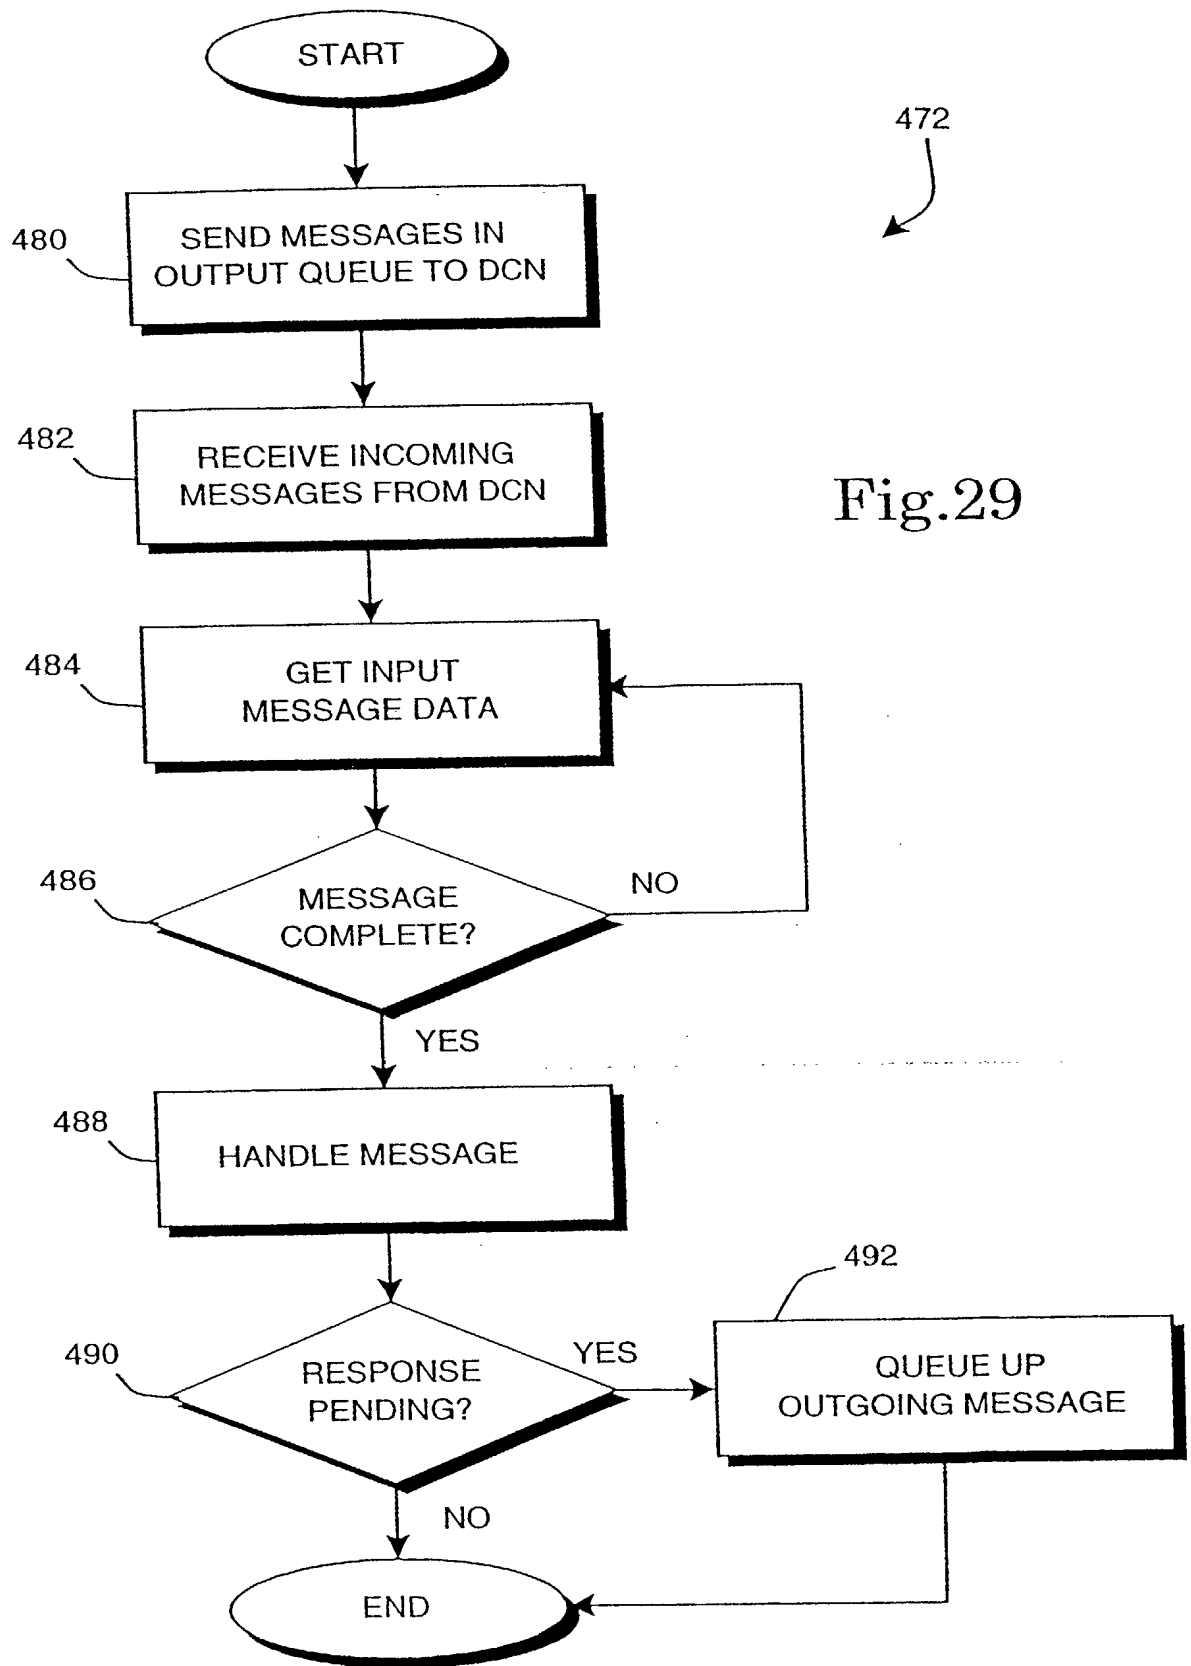 START
472
480
SEND MESSAGES IN
OUTPUT QUEUE TO DCN
482
RECEIVE INCOMING
MESSAGES FROM DCN
Fig.29
484
GET INPUT
MESSAGE DATA
486
MESSAGE
COMPLETE?
NO
YES
488
HANDLE MESSAGE
492
490
RESPONSE
PENDING?
YES
QUEUE UP
OUTGOING MESSAGE
NO
END